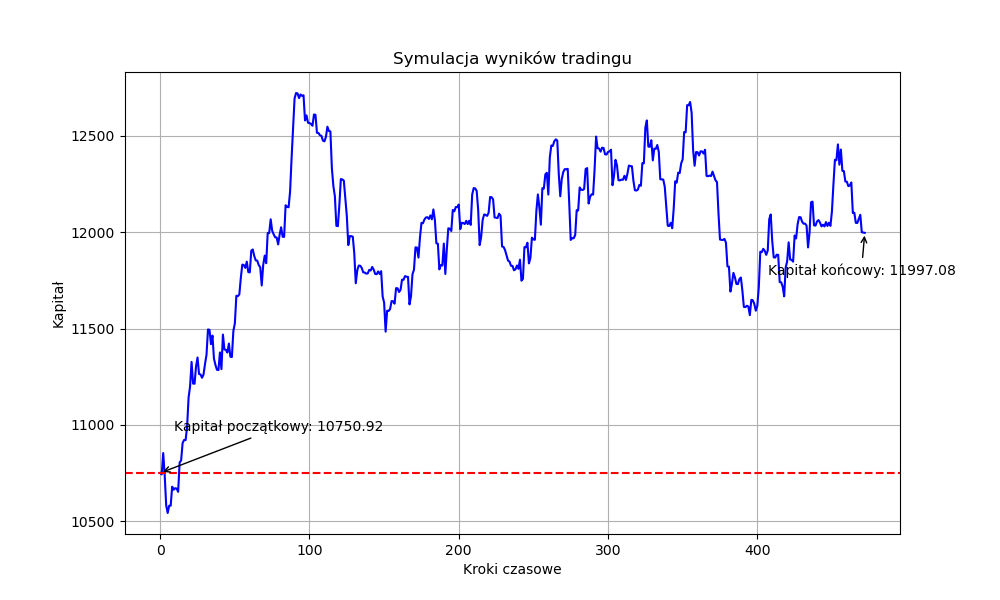 Symulacja wyników tradingu
Kapitał
12500
12000
11500
11000
10500
Kapitał końcowy: 11997.08
Kapitał początkowy: 10750.92
0
100
200
300
400
Kroki czasowe